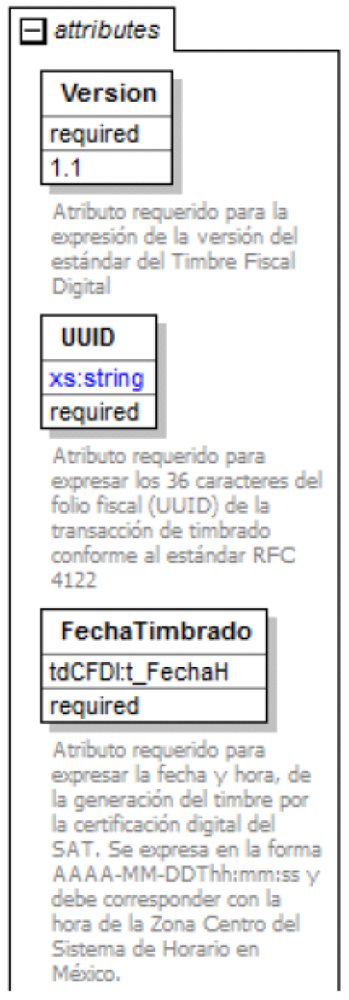 attributes
Version
required
1.1
Atributo requerido para la
expresión de la versión del
estándar del Timbre Fiscal
Digital
UUID
xs:string
required
Atributo requerido para
expresar los 36 caracteres del
folio fiscal (UUID) de la
transacción de timbrado
conforme al estándar RFC
4122
FechaTimbrado
tdCFDI:t_FechaH
required
Atributo requerido para
expresar la fecha y hora, de
la generación del timbre por
la certificación digital del
SAT. Se expresa en la forma
AAAA-MM-DDThh:mm:ss y
debe corresponder con la
hora de la Zona Centro del
Sistema de Horario en
México.